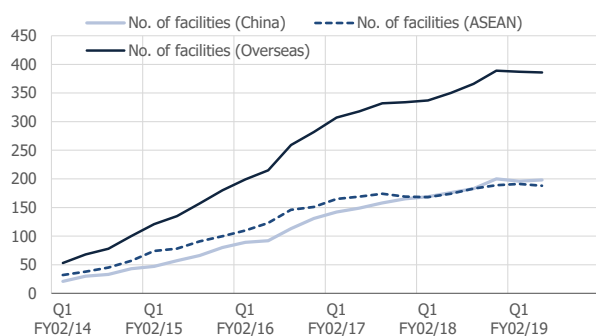 No. of facilities (China) No. of facilities (ASEAN)
No. of facilities (Overseas)
450
400
350
300
250
200
150
100
50
0
Q1 Q1 Q1 Q1 Q1 Q1
FY02/14 FY02/15 FY02/16 FY02/17 FY02/18 FY02/19